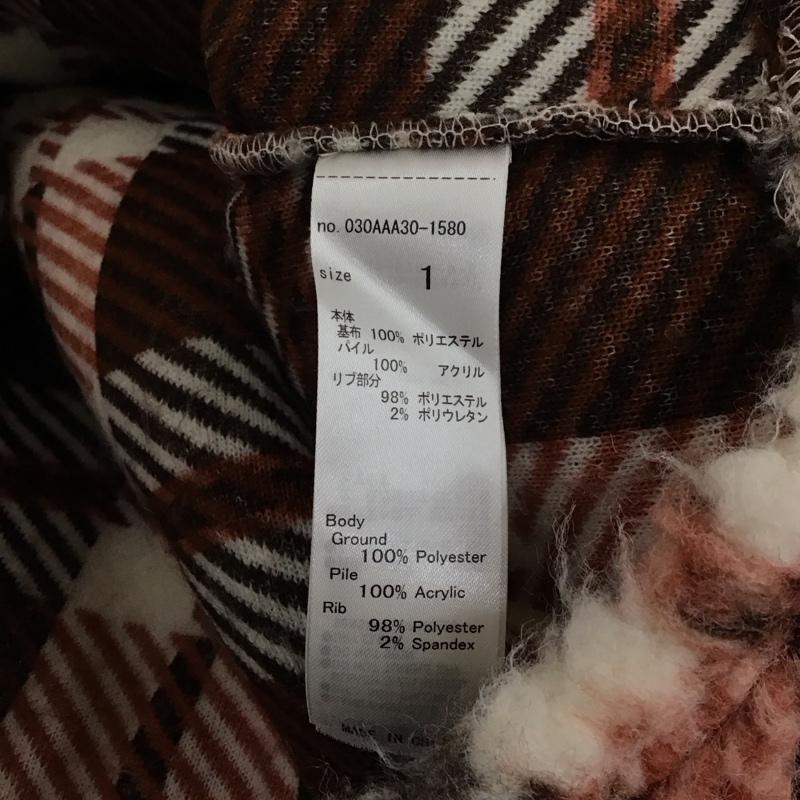 no. 030AAA30-1580
size 1
本体
基布 100% ポリエステル
パイル
100% アクリル
リブ部分
98% ポリエステル
2% ポリウレタン
Body
Ground
100% Polyester
Pile
100% Acrylic
Rib
98% Polyester
2% Spandex
MADE IN